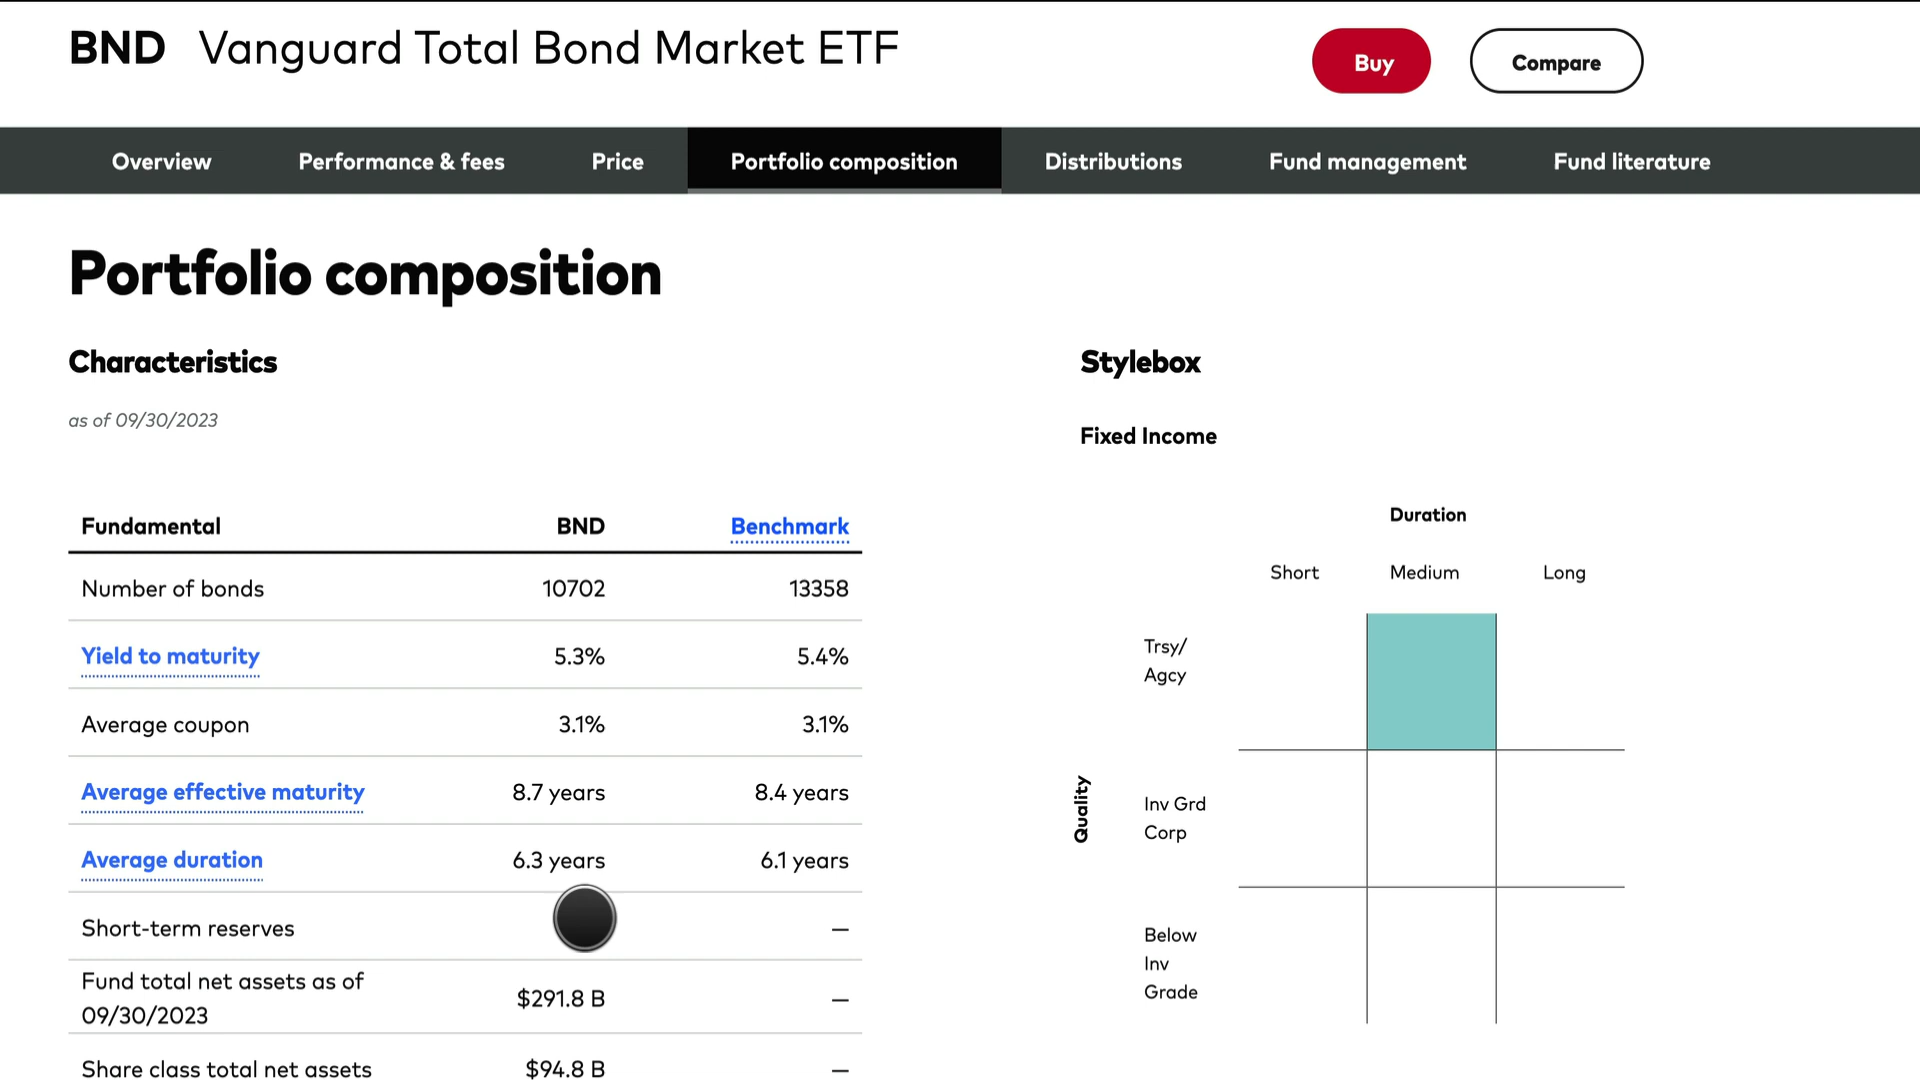 BND Vanguard Total Bond Market ETF
Buy
Compare
Overview
Performance & fees
Price
Portfolio composition
Distributions
Fund management
Fund literature
Portfolio composition
Characteristics
as of 09/30/2023
Fundamental BND Benchmark
Number of bonds 10702 13358
Yield to maturity 5.3% 5.4%
Average coupon 3.1% 3.1%
Average effective maturity 8.7 years 8.4 years
Average duration 6.3 years 6.1 years
Short-term reserves —
Fund total net assets as of
09/30/2023 $291.8 B —
Share class total net assets $94.8 B —
Stylebox
Fixed Income
Duration
Short Medium Long
Quality
Trsy/
Agcy
Inv Grd
Corp
Below
Inv
Grade